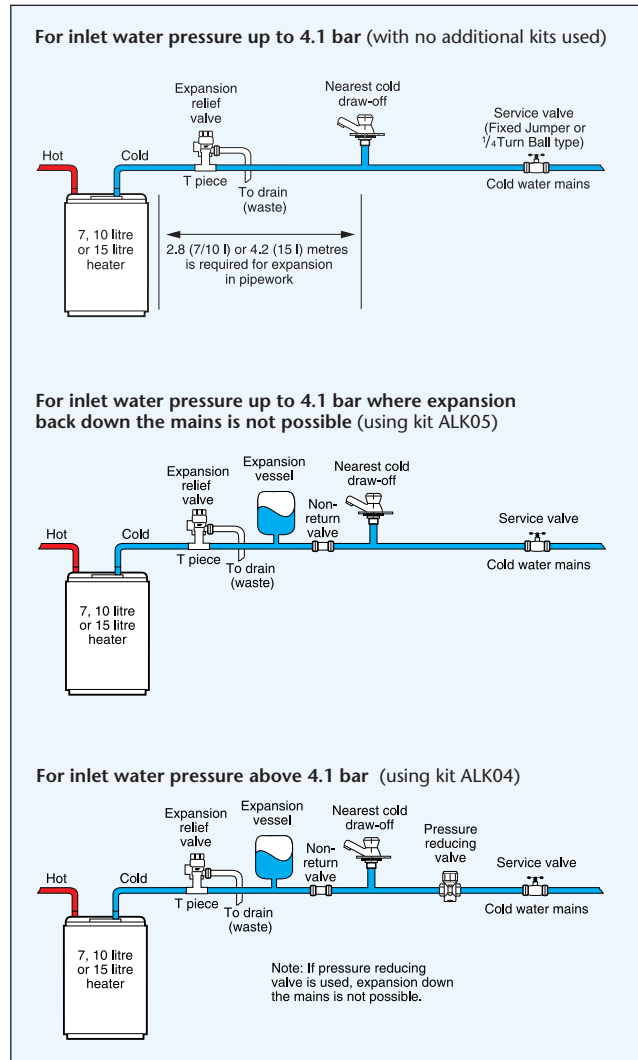 For inlet water pressure up to 4.1 bar (with no additional kits used)
Expansion
relief
valve
Nearest cold
draw-off
Service valve
(Fixed Jumper or
1/4Turn Ball type)
Hot
Cold
T piece
To drain
(waste)
Cold water mains
7, 10 litre
or 15 litre
heater
2.8 (7/10 l) or 4.2 (15 l) metres
is required for expansion
in pipework
For inlet water pressure up to 4.1 bar where expansion
back down the mains is not possible (using kit ALK05)
Expansion
relief
valve
Expansion
vessel
Non-
return
valve
Nearest cold
draw-off
Service valve
Hot
Cold
T piece
To drain
(waste)
Cold water mains
7, 10 litre
or 15 litre
heater
For inlet water pressure above 4.1 bar (using kit ALK04)
Expansion
relief
valve
Expansion
vessel
Non-
return
valve
Nearest cold
draw-off
Pressure
reducing
valve
Service valve
Hot
Cold
T piece
To drain
(waste)
Cold water mains
7, 10 litre
or 15 litre
heater
Note: If pressure reducing
valve is used, expansion down
the mains is not possible.